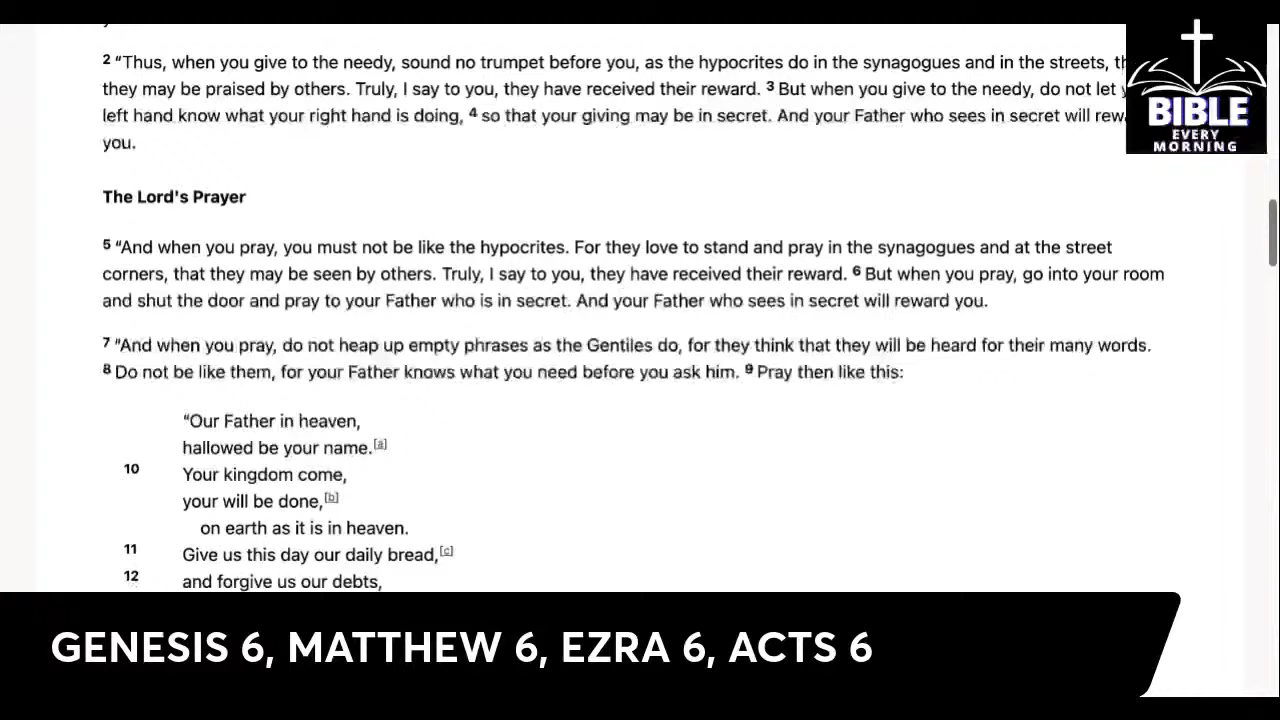 2 “Thus, when you give to the needy, sound no trumpet before you, as the hypocrites do in the synagogues and in the streets,
they may be praised by others. Truly, I say to you, they have received their reward. 3 But when you give to the needy, do not let
left hand know what your right hand is doing, 4 so that your giving may be in secret. And your Father who sees in secret will
you.
The Lord's Prayer
5 “And when you pray, you must not be like the hypocrites. For they love to stand and pray in the synagogues and at the street
corners, that they may be seen by others. Truly, I say to you, they have received their reward. 6 But when you pray, go into your room
and shut the door and pray to your Father who is in secret. And your Father who sees in secret will reward you.
7 “And when you pray, do not heap up empty phrases as the Gentiles do, for they think that they will be heard for their many words.
8 Do not be like them, for your Father knows what you need before you ask him. 9 Pray then like this:
“Our Father in heaven,
hallowed be your name.[a]
10 Your kingdom come,
your will be done,[b]
on earth as it is in heaven.
11 Give us this day our daily bread,[c]
12 and forgive us our debts,
BIBLE
EVERY
MORNING
GENESIS 6, MATTHEW 6, EZRA 6, ACTS 6